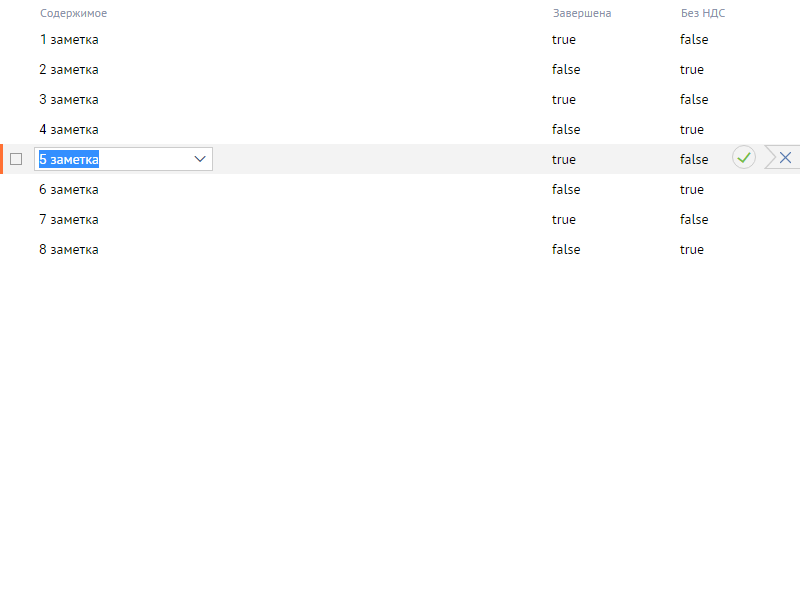 Содержимое Завершена Без НДС
1 заметка true false
2 заметка false true
3 заметка true false
4 заметка false true
5 заметка true false
6 заметка false true
7 заметка true false
8 заметка false true